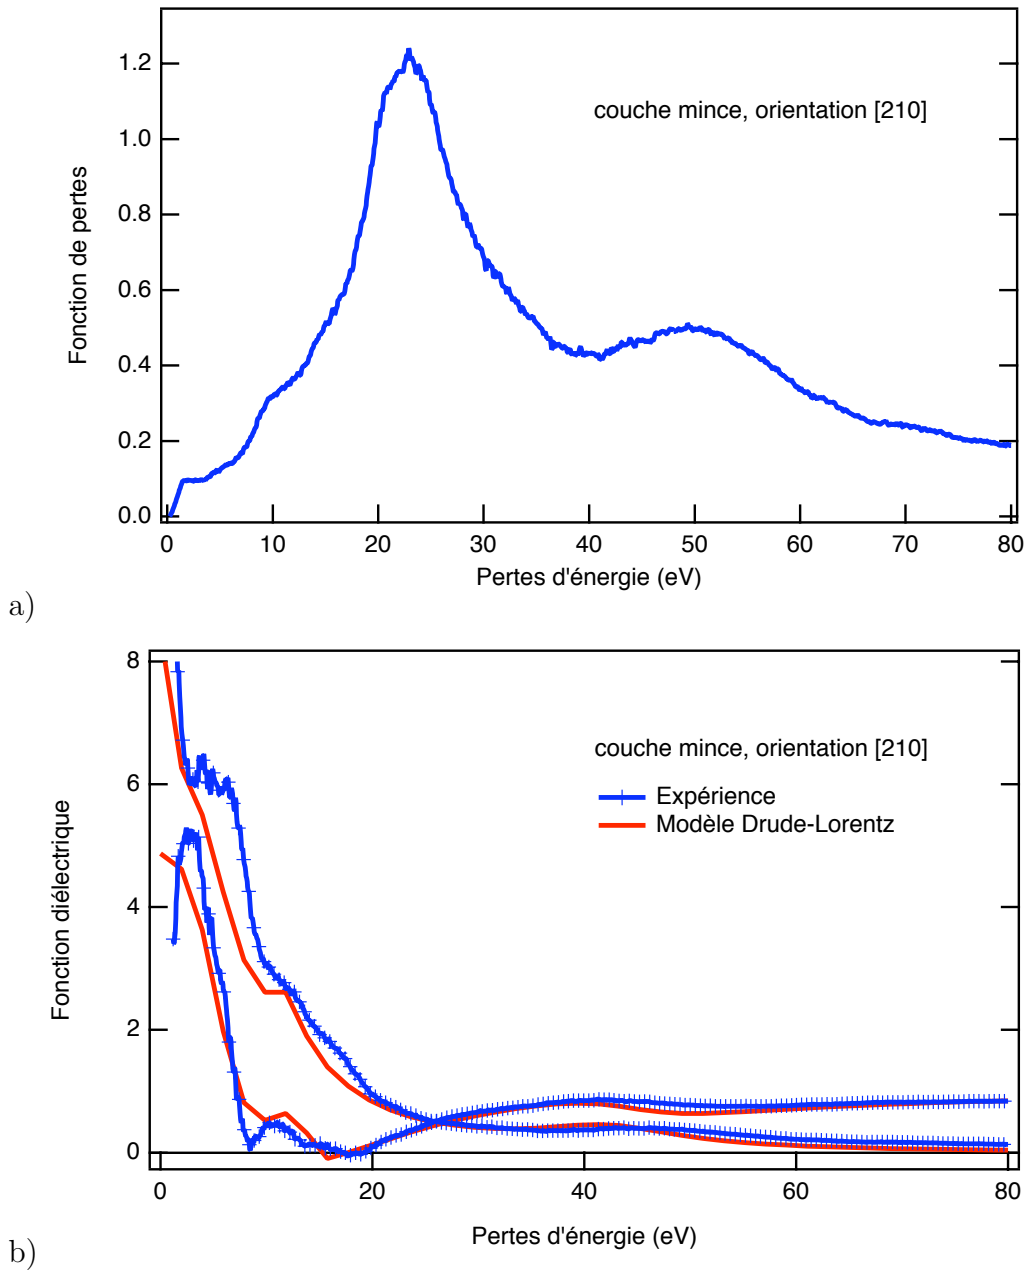 1.2
couche mince, orientation [210]
1.0
0.8
0.6
0.4
0.2
0.0
Fonction de pertes
0 10 20 30 40 50 60 70 80
Pertes d'énergie (eV)
a)
8
couche mince, orientation [210]
6
Expérience
Modèle Drude-Lorentz
4
2
0
Fonction diélectrique
0 20 40 60 80
Pertes d'énergie (eV)
b)